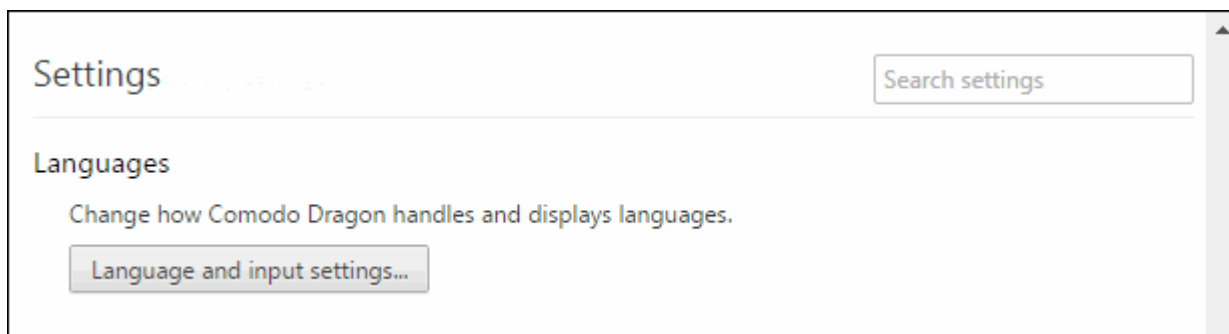 Settings
Search settings
Languages
Change how Comodo Dragon handles and displays languages.
Language and input settings...